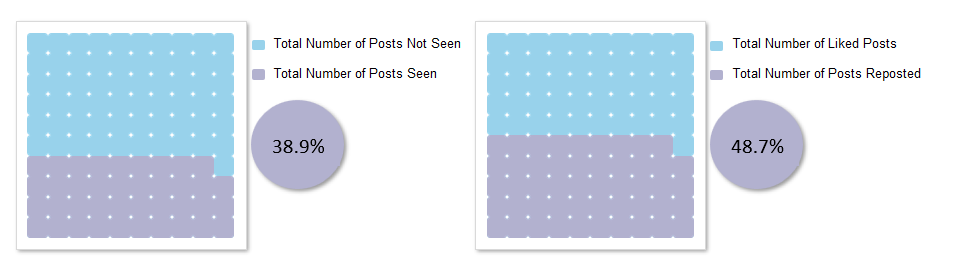 Total Number of Posts Not Seen
Total Number of Posts Seen
38.9%
Total Number of Liked Posts
Total Number of Posts Reposted
48.7%